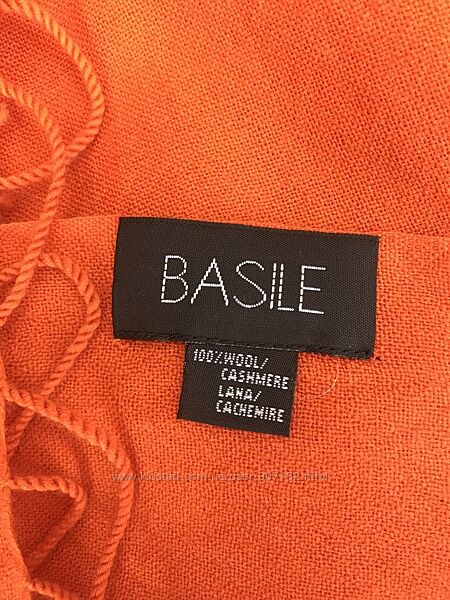 BASILE
100%WOOL/
CASHMERE
LANA/
CACHEMIRE